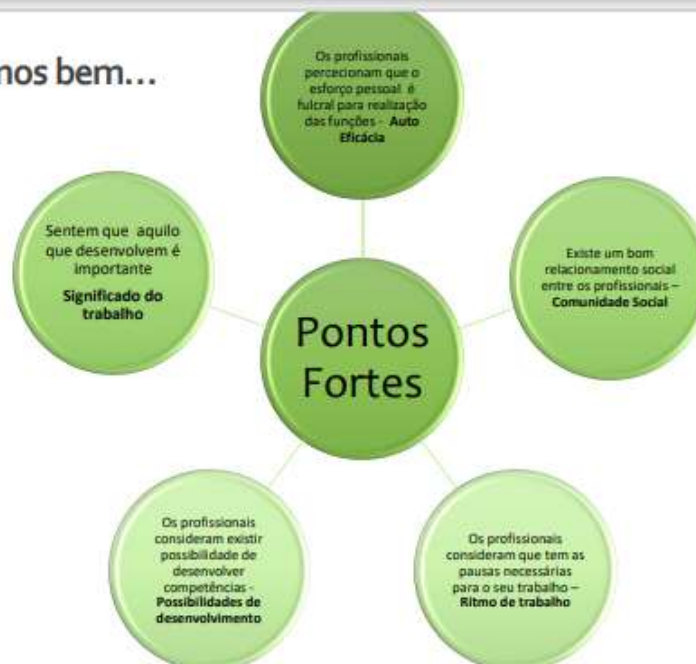 mos bem...
Os profissionais
percecionam que o
esforço pessoal é
fulcral para realização
das funções - Auto
Eficácia
Sentem que aquilo
que desenvolvem é
importante
Significado do
trabalho
Existe um bom
relacionamento social
entre os profissionais –
Comunidade Social
Pontos
Fortes
Os profissionais
consideram existir
possibilidade de
desenvolver
competências -
Possibilidades de
desenvolvimento
Os profissionais
consideram que tem as
pausas necessárias
para o seu trabalho –
Ritmo de trabalho